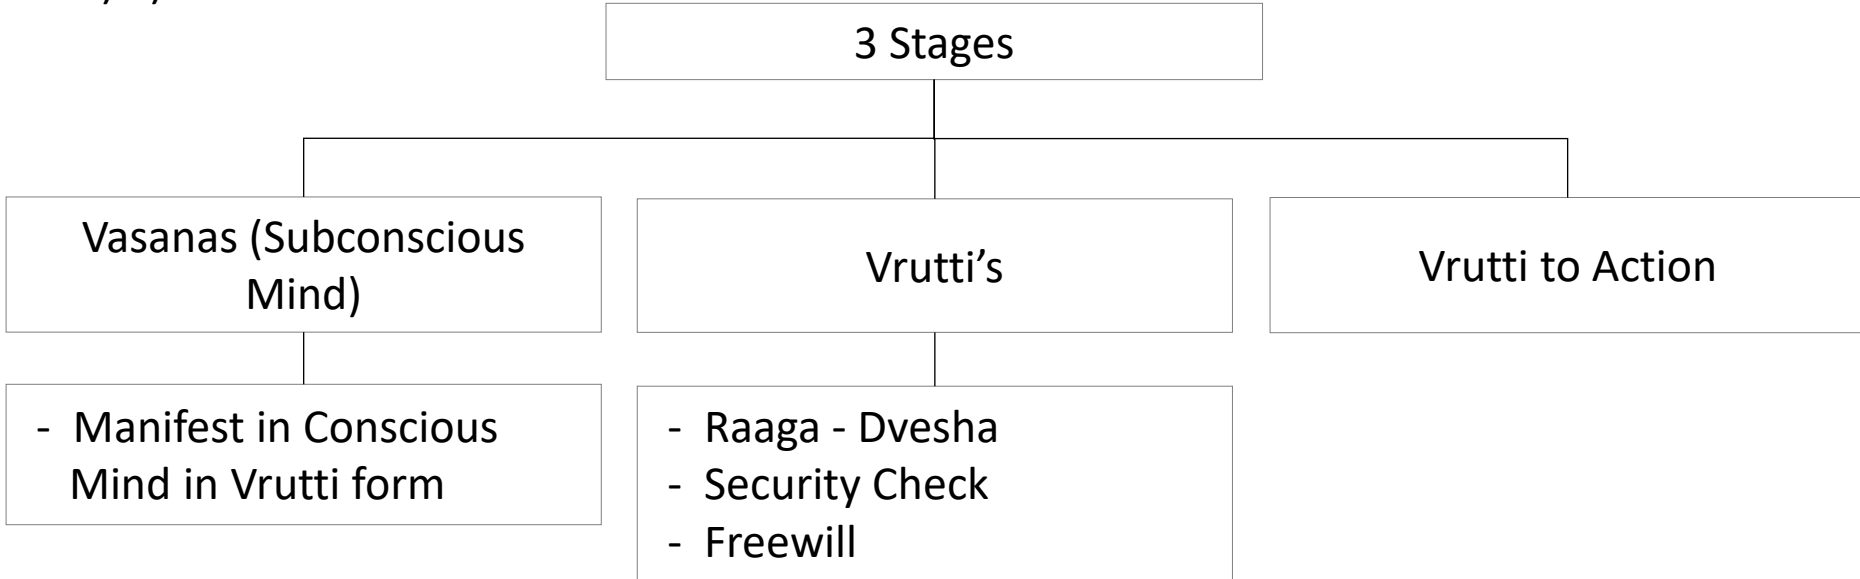 3 Stages
Vasanas (Subconscious
Mind)
Vrutti’s
Vrutti to Action
- Manifest in Conscious
Mind in Vrutti form
- Raaga - Dvesha
- Security Check
- Freewill